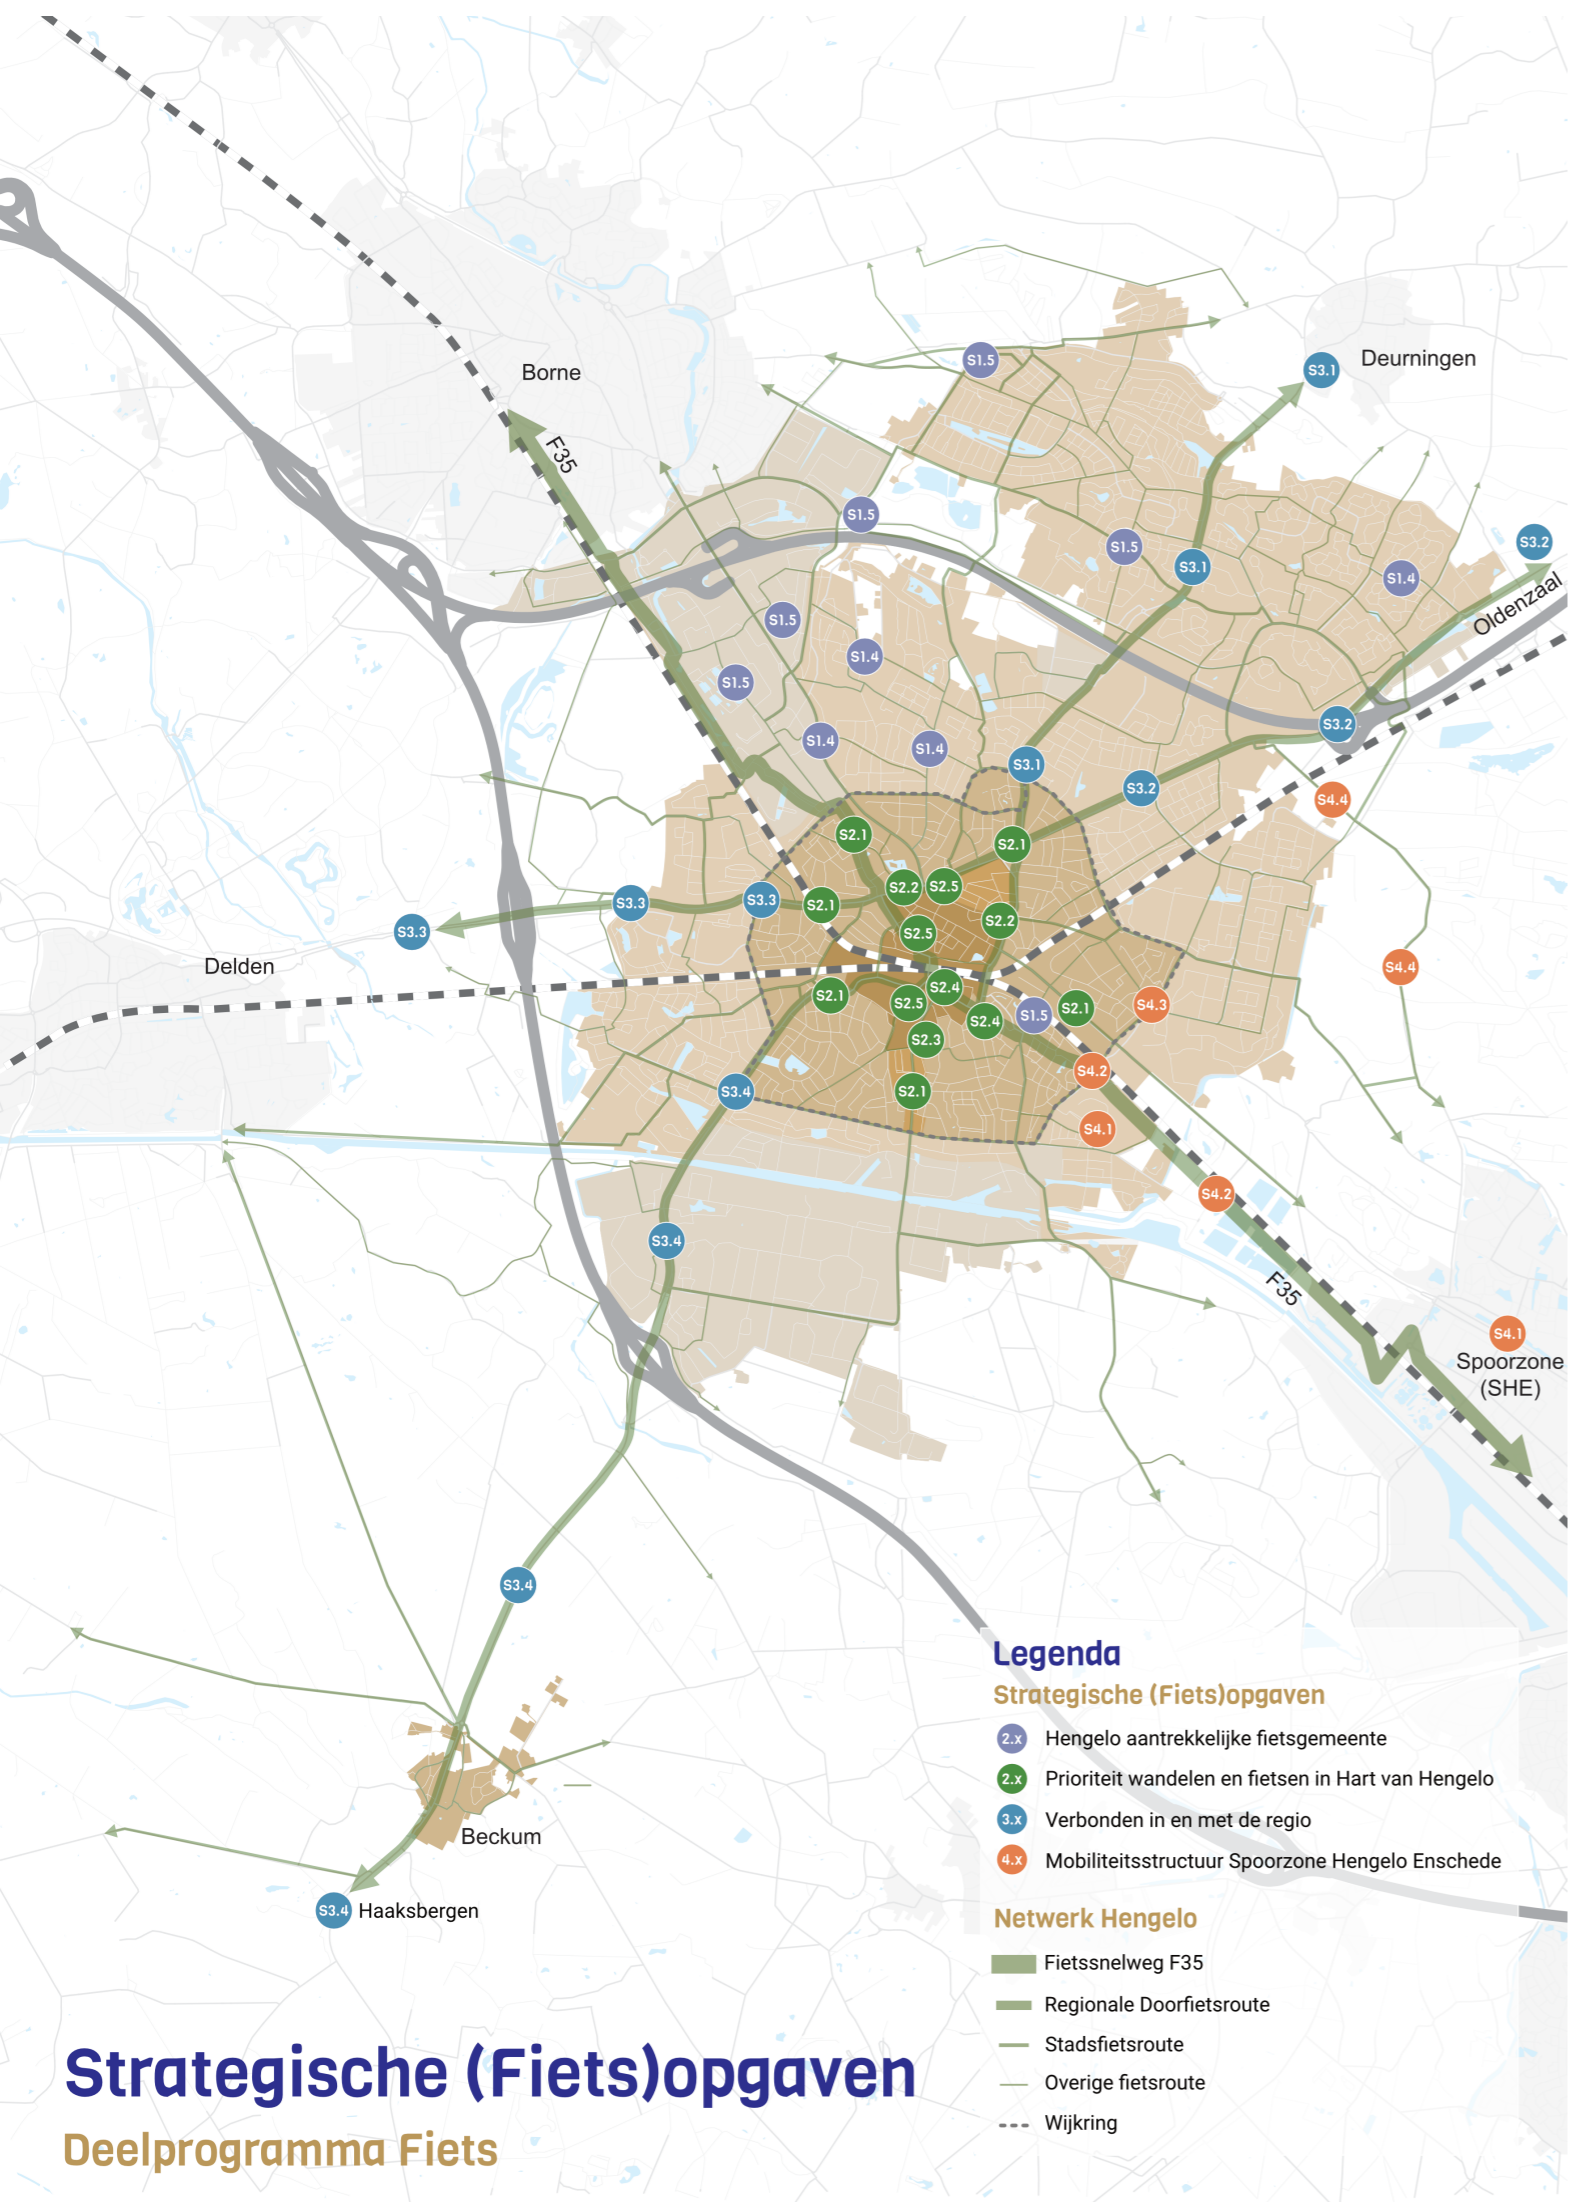 Borne
F35
S1.5
S3.1
Deurningen
S1.5
S1.5
S3.1
S3.2
S1.4
Oldenzaal
S1.5
S1.4
S1.5
S1.4
S1.4
S3.1
S3.2
S3.2
S4.4
S2.1
S2.1
S2.2
S2.5
S3.3
S3.3
S2.1
S3.3
S2.5
S2.2
Delden
S4.4
S2.1
S2.5
S2.4
S2.4
S1.5
S2.1
S4.3
S2.3
S3.4
S2.1
S4.2
S4.1
S4.2
S3.4
F35
S4.1
Spoorzone
(SHE)
S3.4
Beckum
S3.4 Haaksbergen
Legenda
Strategische (Fiets)opgaven
2.x Hengelo aantrekkelijke fietsgemeente
2.x Prioriteit wandelen en fietsen in Hart van Hengelo
3.x Verbonden in en met de regio
4.x Mobiliteitsstructuur Spoorzone Hengelo Enschede
Netwerk Hengelo
Fietssnelweg F35
Regionale Doorfietsroute
Stadsfietsroute
Overige fietsroute
Wijkring
Strategische (Fiets)opgaven
Deelprogramma Fiets